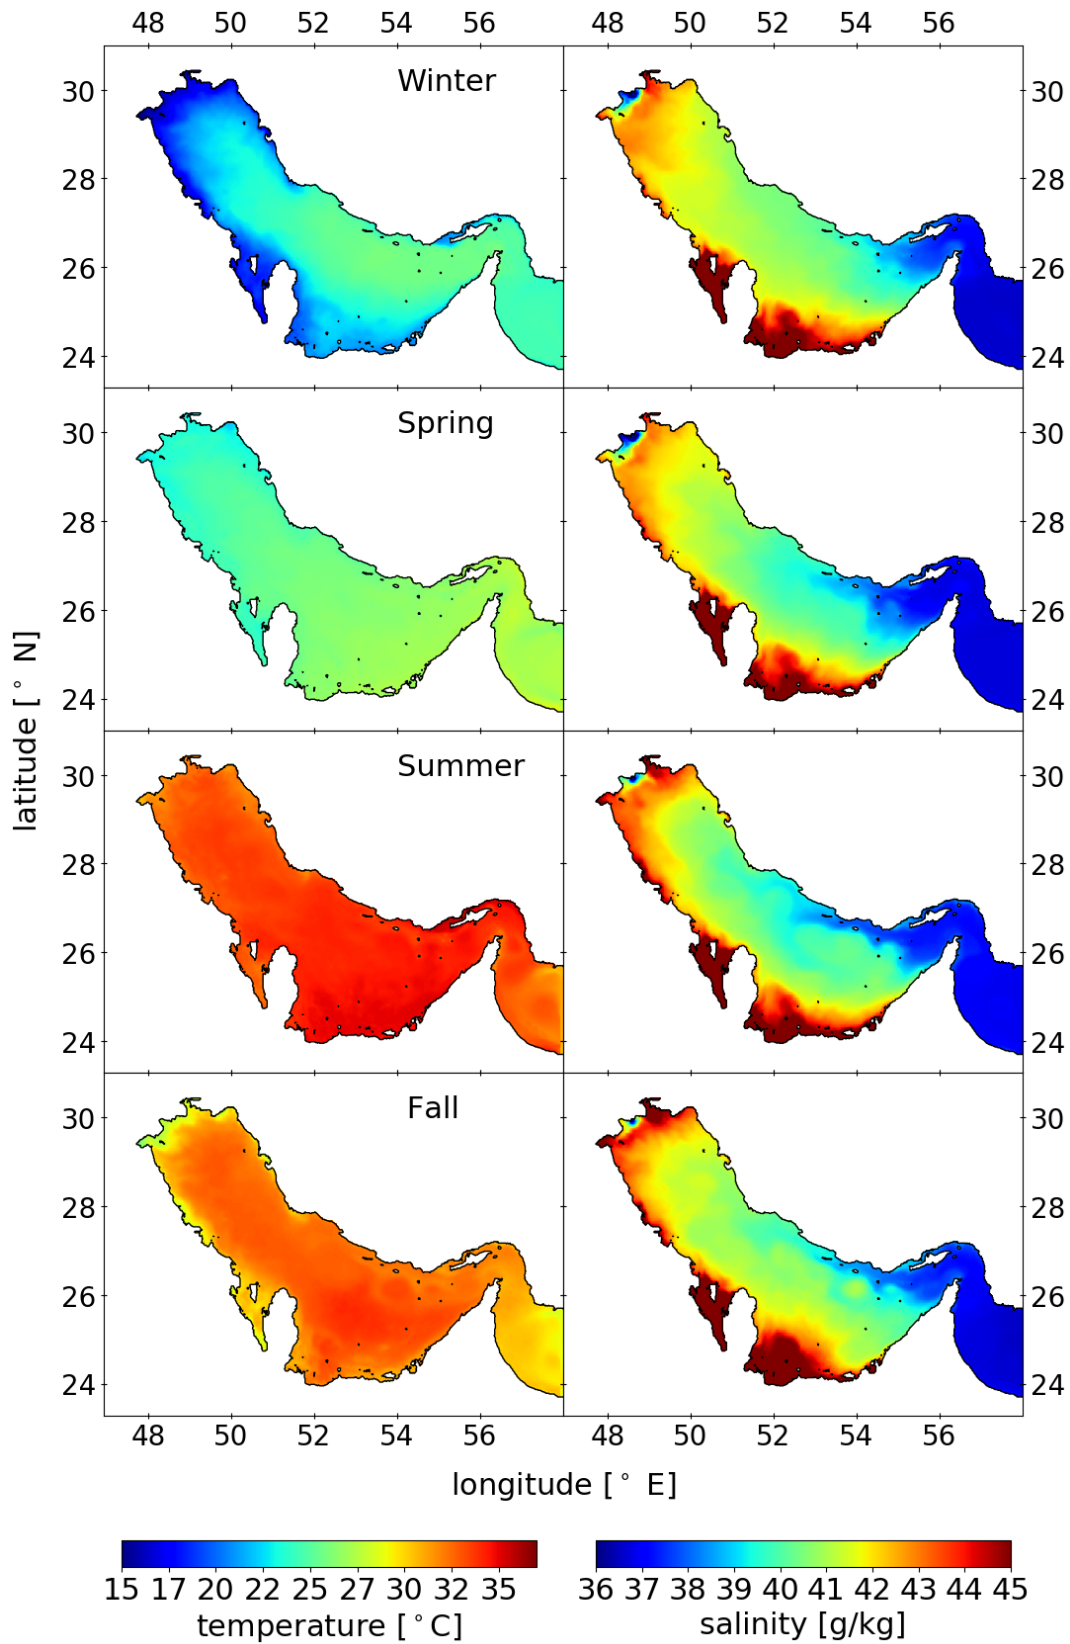 48 50 52 54 56 48 50 52 54 56
30 Winter 30
28 28
26 26
24 24
30 Spring 30
28 28
26 26
24 24
latitude [° N]
30 Summer 30
28 28
26 26
24 24
30 Fall 30
28 28
26 26
24 24
48 50 52 54 56 48 50 52 54 56
longitude [° E]
15 17 20 22 25 27 30 32 35 36 37 38 39 40 41 42 43 44 45
temperature [°C] salinity [g/kg]